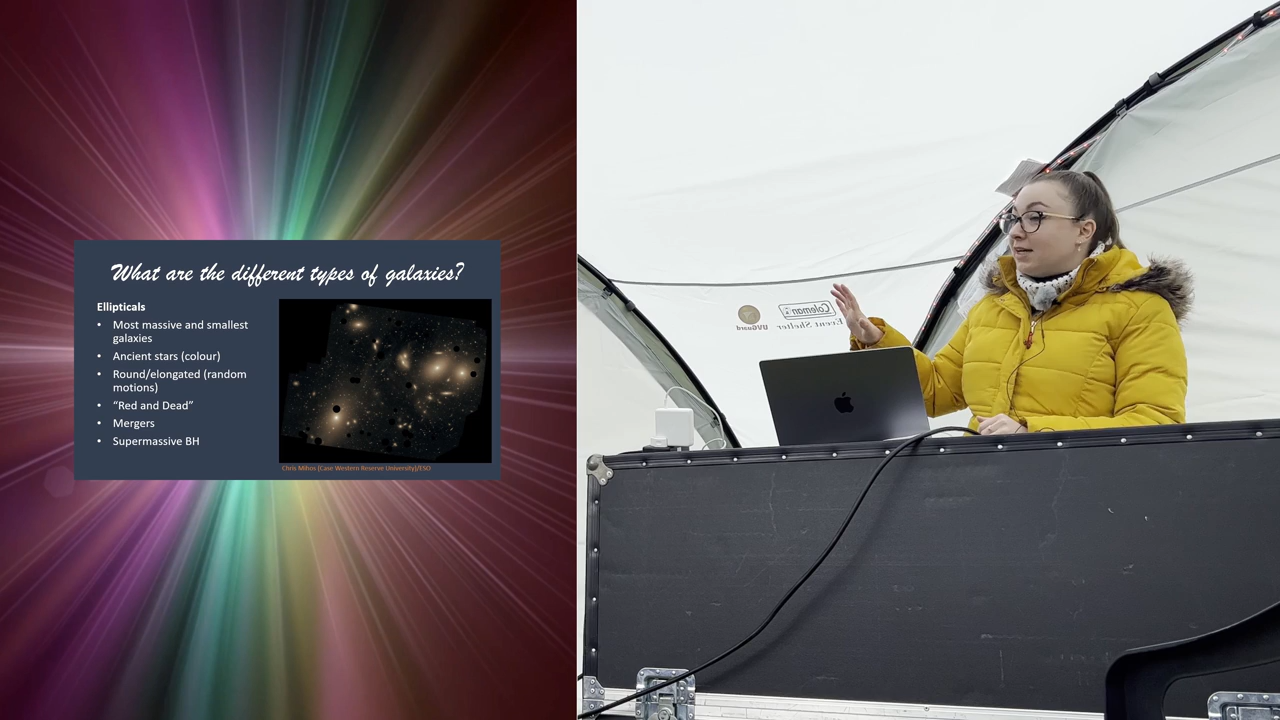 What are the different types of galaxies?
Ellipticals
• Most massive and smallest
galaxies
• Ancient stars (colour)
• Round/elongated (random
motions)
• “Red and Dead”
• Mergers
• Supermassive BH
Chris Mihos (Case Western Reserve University)/ESO
Coleman
Event Shelter
UVGuard